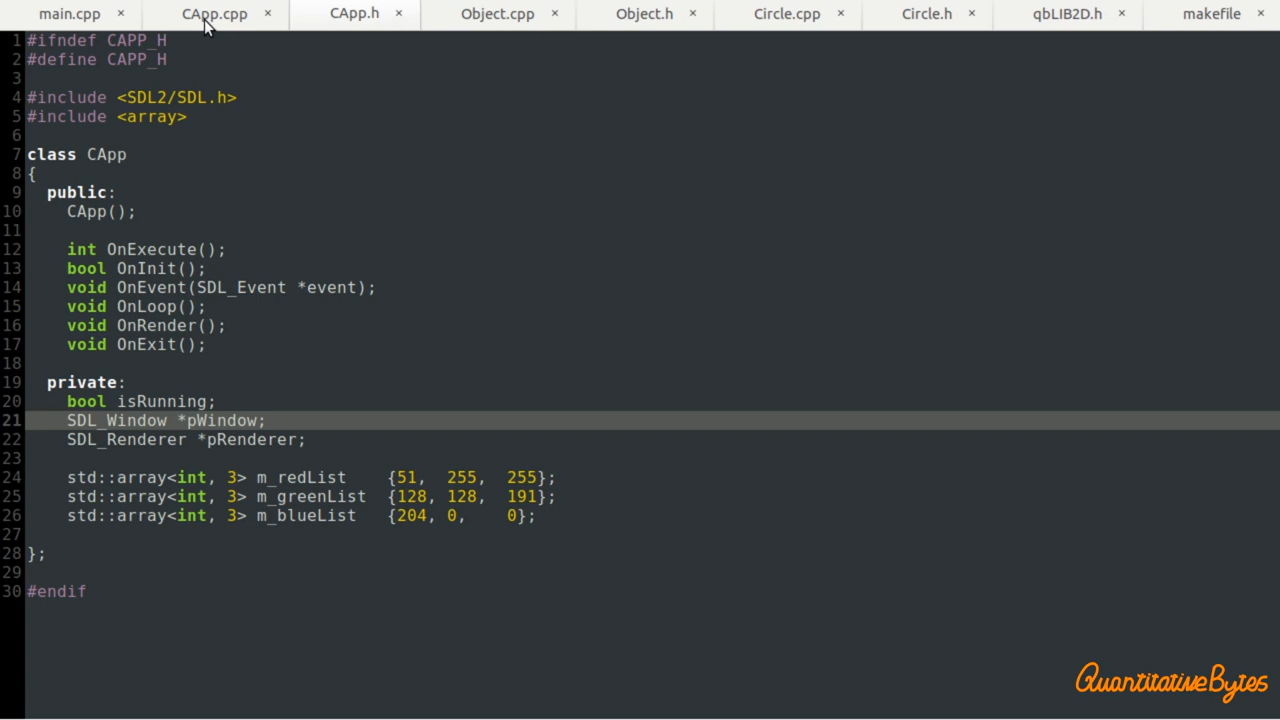 main.cpp × CApp.cpp × CApp.h × Object.cpp × Object.h × Circle.cpp × Circle.h × qbLIB2D.h × makefile ×
1 #ifndef CAPP_H
2 #define CAPP_H
3
4 #include <SDL2/SDL.h>
5 #include <array>
6
7 class CApp
8 {
9 public:
10 CApp();
11
12 int OnExecute();
13 bool OnInit();
14 void OnEvent(SDL_Event *event);
15 void OnLoop();
16 void OnRender();
17 void OnExit();
18
19 private:
20 bool isRunning;
21 SDL_Window *pWindow;
22 SDL_Renderer *pRenderer;
23
24 std::array<int, 3> m_redList {51, 255, 255};
25 std::array<int, 3> m_greenList {128, 128, 191};
26 std::array<int, 3> m_blueList {204, 0, 0};
27
28 };
29
30 #endif
QuantitativeBytes